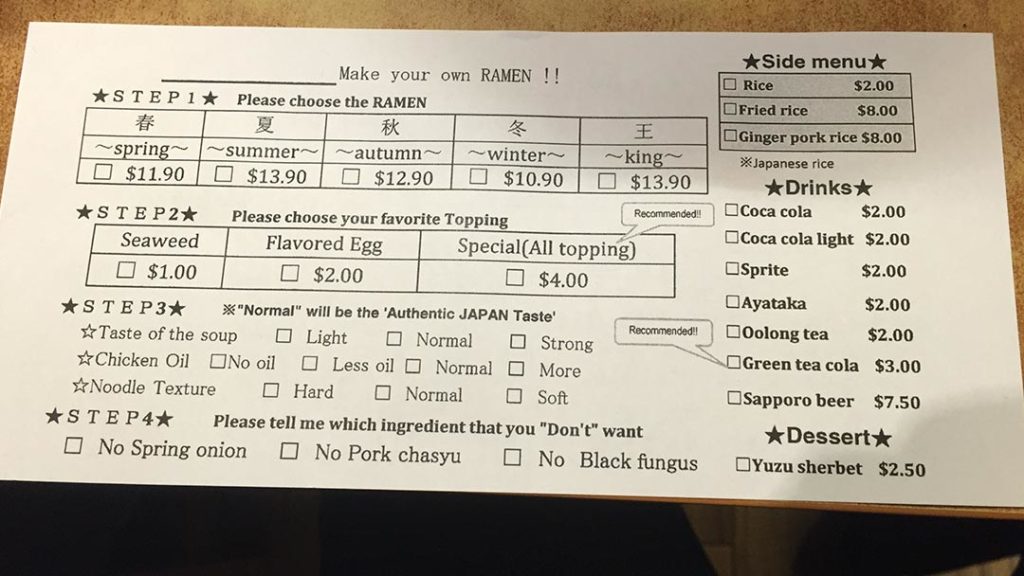 Make your own RAMEN !!
★STEP1★ Please choose the RAMEN
春 夏 秋 冬 王
～spring～ ～summer～ ～autumn～ ～winter～ ～king～
□ $11.90 □ $13.90 □ $12.90 □ $10.90 □ $13.90
★STEP2★ Please choose your favorite Topping
Recommended!!
Seaweed Flavored Egg Special(All topping)
□ $1.00 □ $2.00 □ $4.00
★STEP3★ ※"Normal" will be the 'Authentic JAPAN Taste'
☆Taste of the soup □ Light □ Normal □ Strong
☆Chicken Oil □No oil □ Less oil □ Normal □ More
☆Noodle Texture □ Hard □ Normal □ Soft
★STEP4★ Please tell me which ingredient that you "Don't" want
□ No Spring onion □ No Pork chasyu □ No Black fungus
★Side menu★
□ Rice $2.00
□Fried rice $8.00
□Ginger pork rice $8.00
※Japanese rice
★Drinks★
□Coca cola $2.00
□Coca cola light $2.00
□Sprite $2.00
□Ayataka $2.00
□Oolong tea $2.00
Recommended!!
□Green tea cola $3.00
□Sapporo beer $7.50
★Dessert★
□Yuzu sherbet $2.50